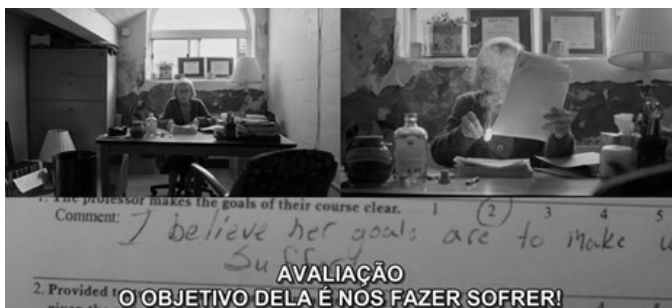 1. The professor makes the goals of their course clear. 1 2 3 4 5
Comment: I believe her goals are to make
Suffer.
AVALIAÇÃO
2. Provided
O OBJETIVO DELA É NOS FAZER SOFRER!